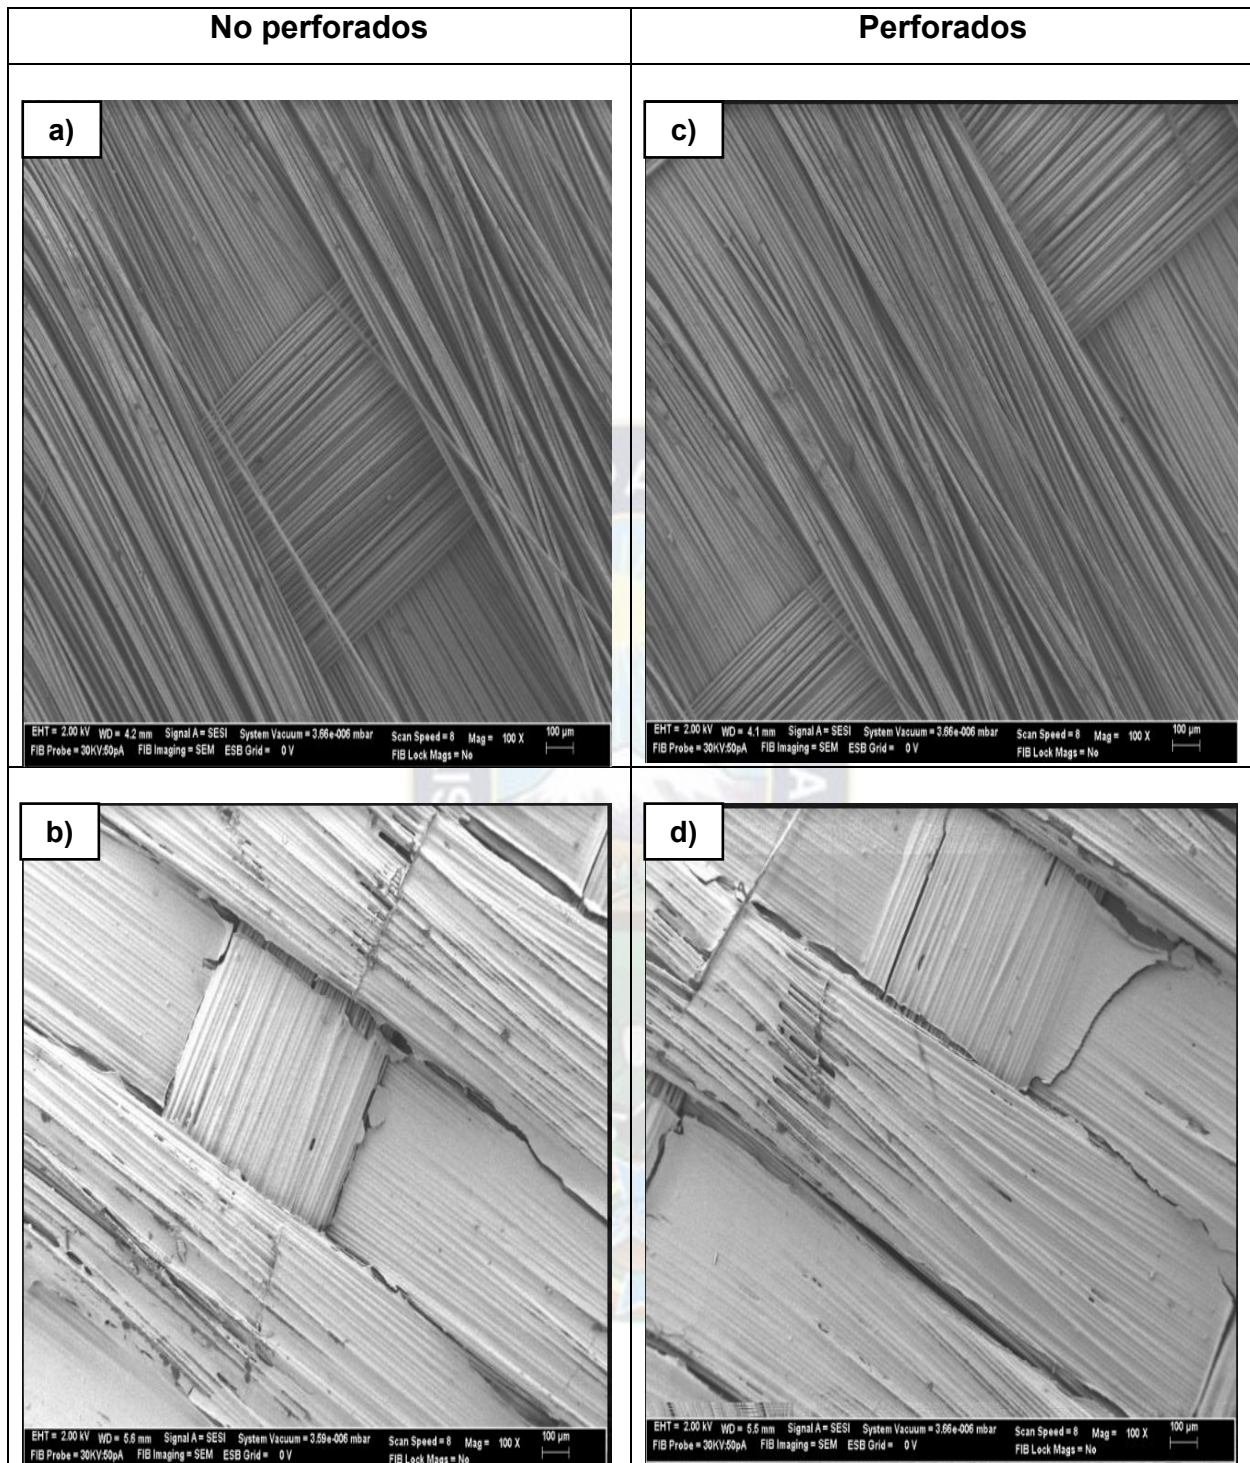 No perforados
Perforados
a)
EHT = 2.00 kV WD = 4.2 mm Signal A = SESI System Vacuum = 3.66e-006 mbar Scan Speed = 8 Mag = 100 X 100 µm
FIB Probe = 30KV:50pA FIB Imaging = SEM ESB Grid = 0 V FIB Lock Mags = No
c)
EHT = 2.00 kV WD = 4.1 mm Signal A = SESI System Vacuum = 3.66e-006 mbar Scan Speed = 8 Mag = 100 X 100 µm
FIB Probe = 30KV:50pA FIB Imaging = SEM ESB Grid = 0 V FIB Lock Mags = No
b)
EHT = 2.00 kV WD = 5.6 mm Signal A = SESI System Vacuum = 3.59e-006 mbar Scan Speed = 8 Mag = 100 X 100 µm
FIB Probe = 30KV:50pA FIB Imaging = SEM ESB Grid = 0 V FIB Lock Mags = No
d)
EHT = 2.00 kV WD = 5.5 mm Signal A = SESI System Vacuum = 3.66e-006 mbar Scan Speed = 8 Mag = 100 X 100 µm
FIB Probe = 30KV:50pA FIB Imaging = SEM ESB Grid = 0 V FIB Lock Mags = No